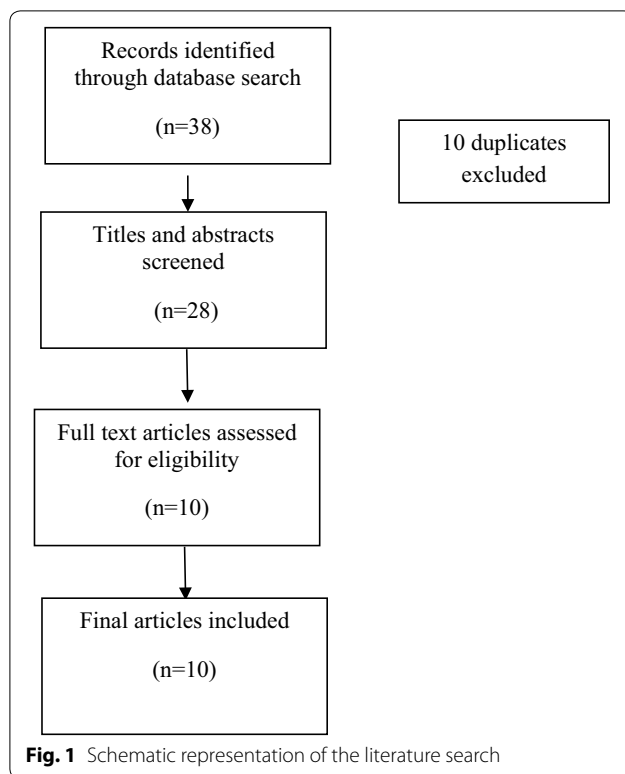 Records identified
through database search
(n=38)
10 duplicates
excluded
Titles and abstracts
screened
(n=28)
Full text articles assessed
for eligibility
(n=10)
Final articles included
(n=10)
Fig. 1 Schematic representation of the literature search